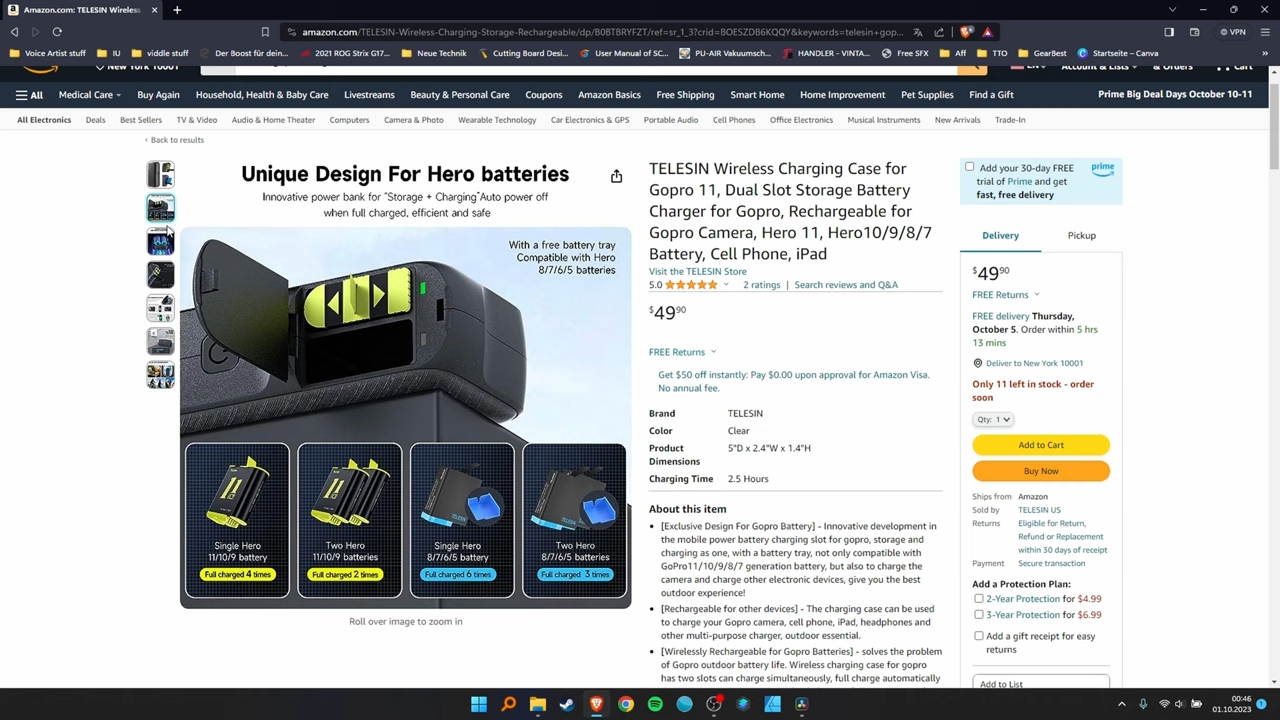 Amazon.com: TELESIN Wireless
amazon.com/TELESIN-Wireless-Charging-Storage-Rechargeable/dp/B0BTBRYFZT/ref=sr_1_3?crid=BOESZDB6KQQY&keywords=telesin+gop...
VPN
Voice Artist stuff
IU
viddle stuff
Der Boost für deind...
2021 ROG Strix G17...
Neue Technik
Cutting Board Desi...
User Manual of SC...
PU-AIR Vakuumsch...
HANDLER - VINTA...
Free SFX
Aff
TTO
GearBest
Startseite – Canva
New York 10001
EN
Account & Lists
& Orders
Cart
All
Medical Care
Buy Again
Household, Health & Baby Care
Livestreams
Beauty & Personal Care
Coupons
Amazon Basics
Free Shipping
Smart Home
Home Improvement
Pet Supplies
Find a Gift
Prime Big Deal Days October 10-11
All Electronics
Deals
Best Sellers
TV & Video
Audio & Home Theater
Computers
Camera & Photo
Wearable Technology
Car Electronics & GPS
Portable Audio
Cell Phones
Office Electronics
Musical Instruments
New Arrivals
Trade-In
‹ Back to results
Unique Design For Hero batteries
Innovative power bank for "Storage + Charging"Auto power off
when full charged, efficient and safe
With a free battery tray
Compatible with Hero
8/7/6/5 batteries
Single Hero
11/10/9 battery
Full charged 4 times
Two Hero
11/10/9 batteries
Full charged 2 times
Single Hero
8/7/6/5 batteries
Full charged 6 times
Two Hero
8/7/6/5 batteries
Full charged 3 times
Roll over image to zoom in
TELESIN Wireless Charging Case for
Gopro 11, Dual Slot Storage Battery
Charger for Gopro, Rechargeable for
Gopro Camera, Hero 11, Hero10/9/8/7
Battery, Cell Phone, iPad
Visit the TELESIN Store
5.0
2 ratings | Search reviews and Q&A
$4990
FREE Returns
Get $50 off instantly: Pay $0.00 upon approval for Amazon Visa.
No annual fee.
Brand TELESIN
Color Clear
Product 5"D x 2.4"W x 1.4"H
Dimensions
Charging Time 2.5 Hours
About this item
• [Exclusive Design For Gopro Battery] - Innovative development in
the mobile power battery charging slot for gopro, storage and
charging as one, with a battery tray, not only compatible with
GoPro11/10/9/8/7 generation battery, but also to charge the
camera and charge other electronic devices, give you the best
outdoor experience!
• [Rechargeable for other devices] - The charging case can be used
to charge your Gopro camera, cell phone, iPad, headphones and
other multi-purpose charger, outdoor essential.
• [Wirelessly Rechargeable for Gopro Batteries] - solves the problem
of Gopro outdoor battery life. Wireless charging case for gopro
has two slots can charge simultaneously, full charge automatically
Add your 30-day FREE
trial of Prime and get
fast, free delivery
prime
Delivery
Pickup
$4990
FREE Returns
FREE delivery Thursday,
October 5. Order within 5 hrs
13 mins
Deliver to New York 10001
Only 11 left in stock - order
soon
Qty: 1
Add to Cart
Buy Now
Ships from Amazon
Sold by TELESIN US
Returns Eligible for Return,
Refund or Replacement
within 30 days of receipt
Payment Secure transaction
Add a Protection Plan:
2-Year Protection for $4.99
3-Year Protection for $6.99
Add a gift receipt for easy
returns
Add to List
00:46
01.10.2023